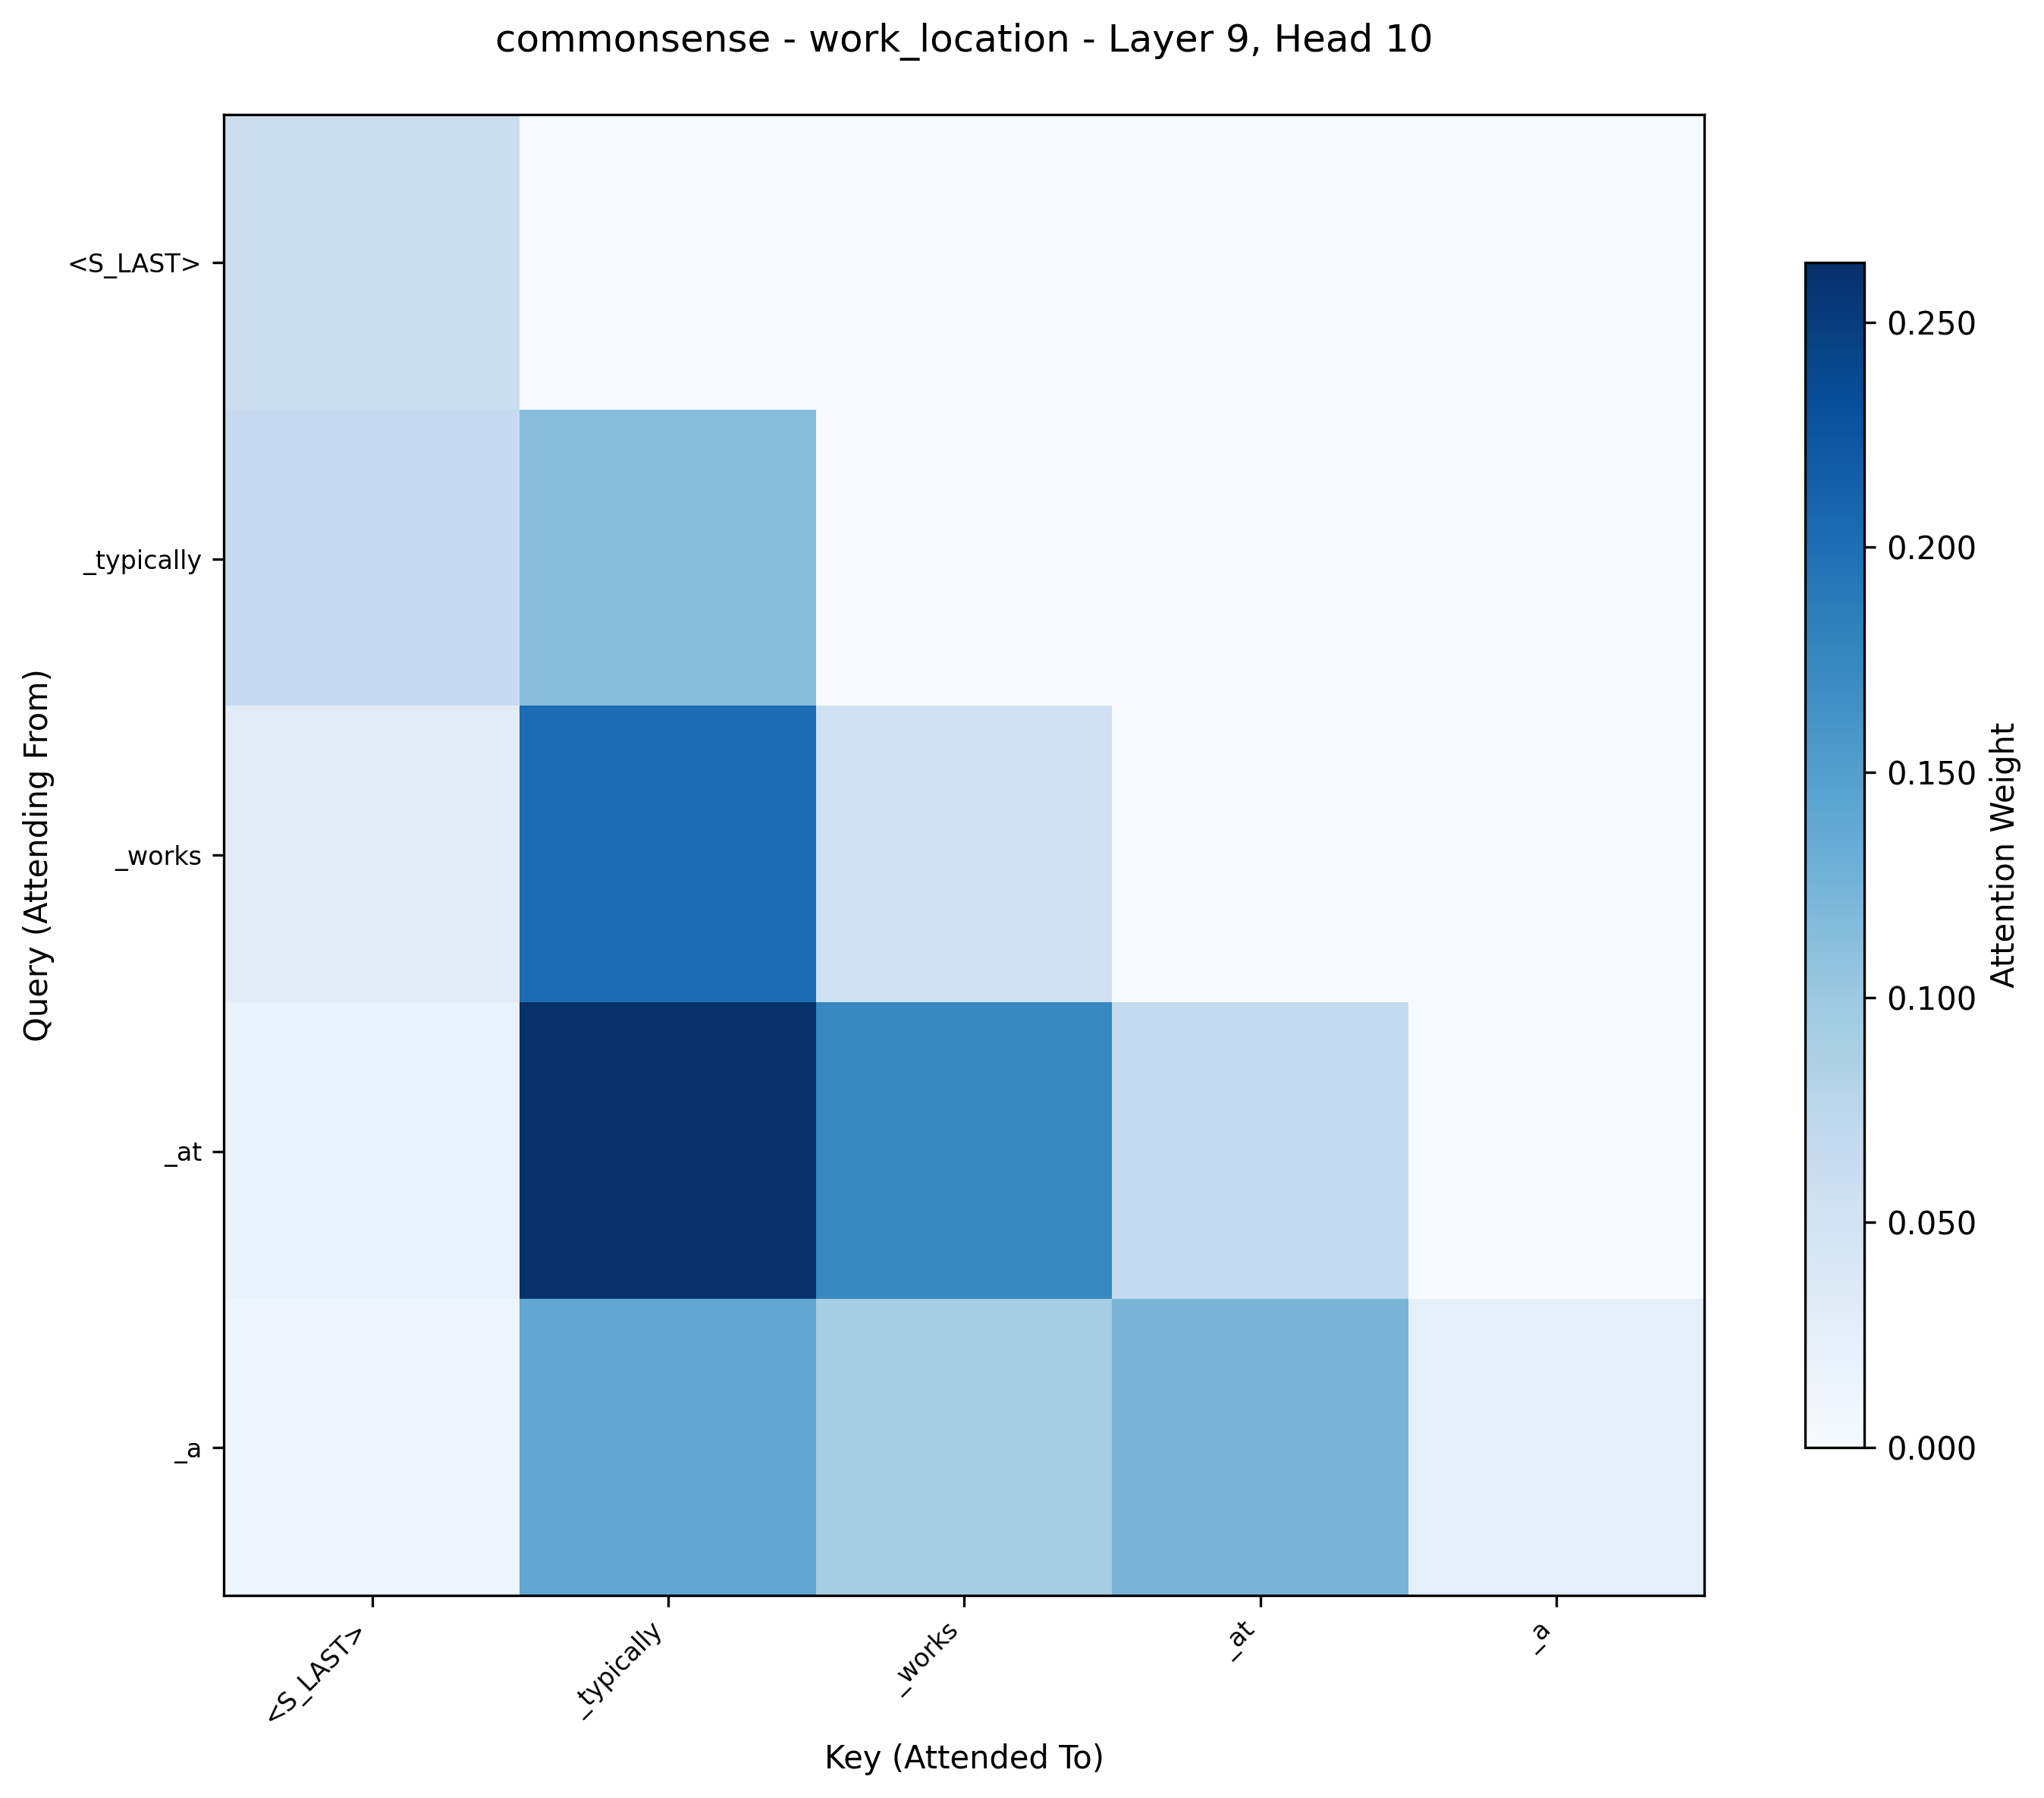 commonsense - work_location - Layer 9, Head 10
Query (Attending From)
<S_LAST>
_typically
_works
_at
_a
<S_LAST>
_typically
_works
_at
_a
Key (Attended To)
0.250
0.200
0.150
0.100
0.050
0.000
Attention Weight